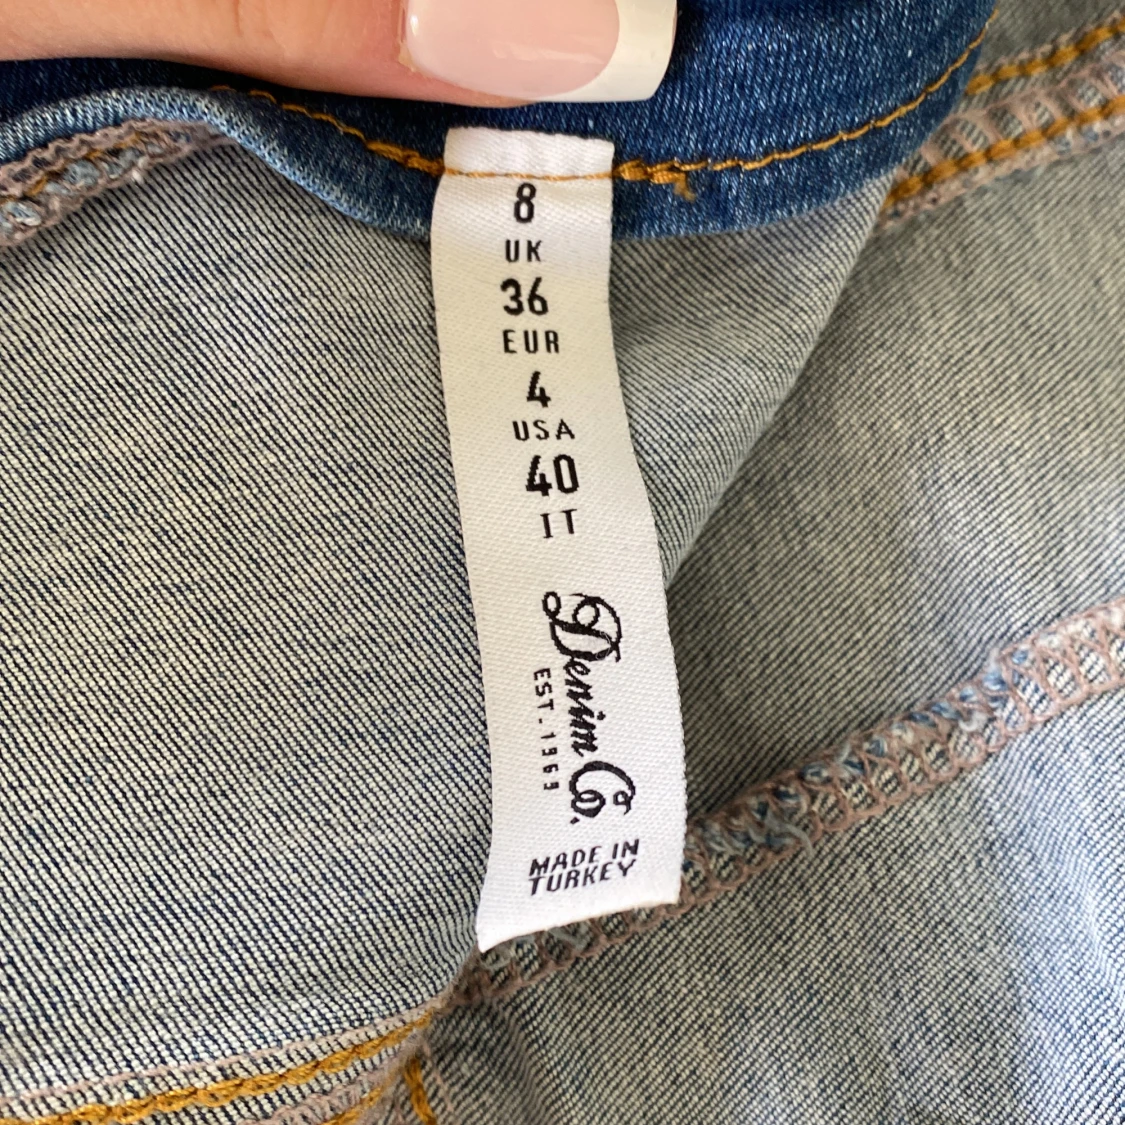 8
UK
36
EUR
4
USA
40
IT
Denim Co.
EST. 1969
MADE IN
TURKEY